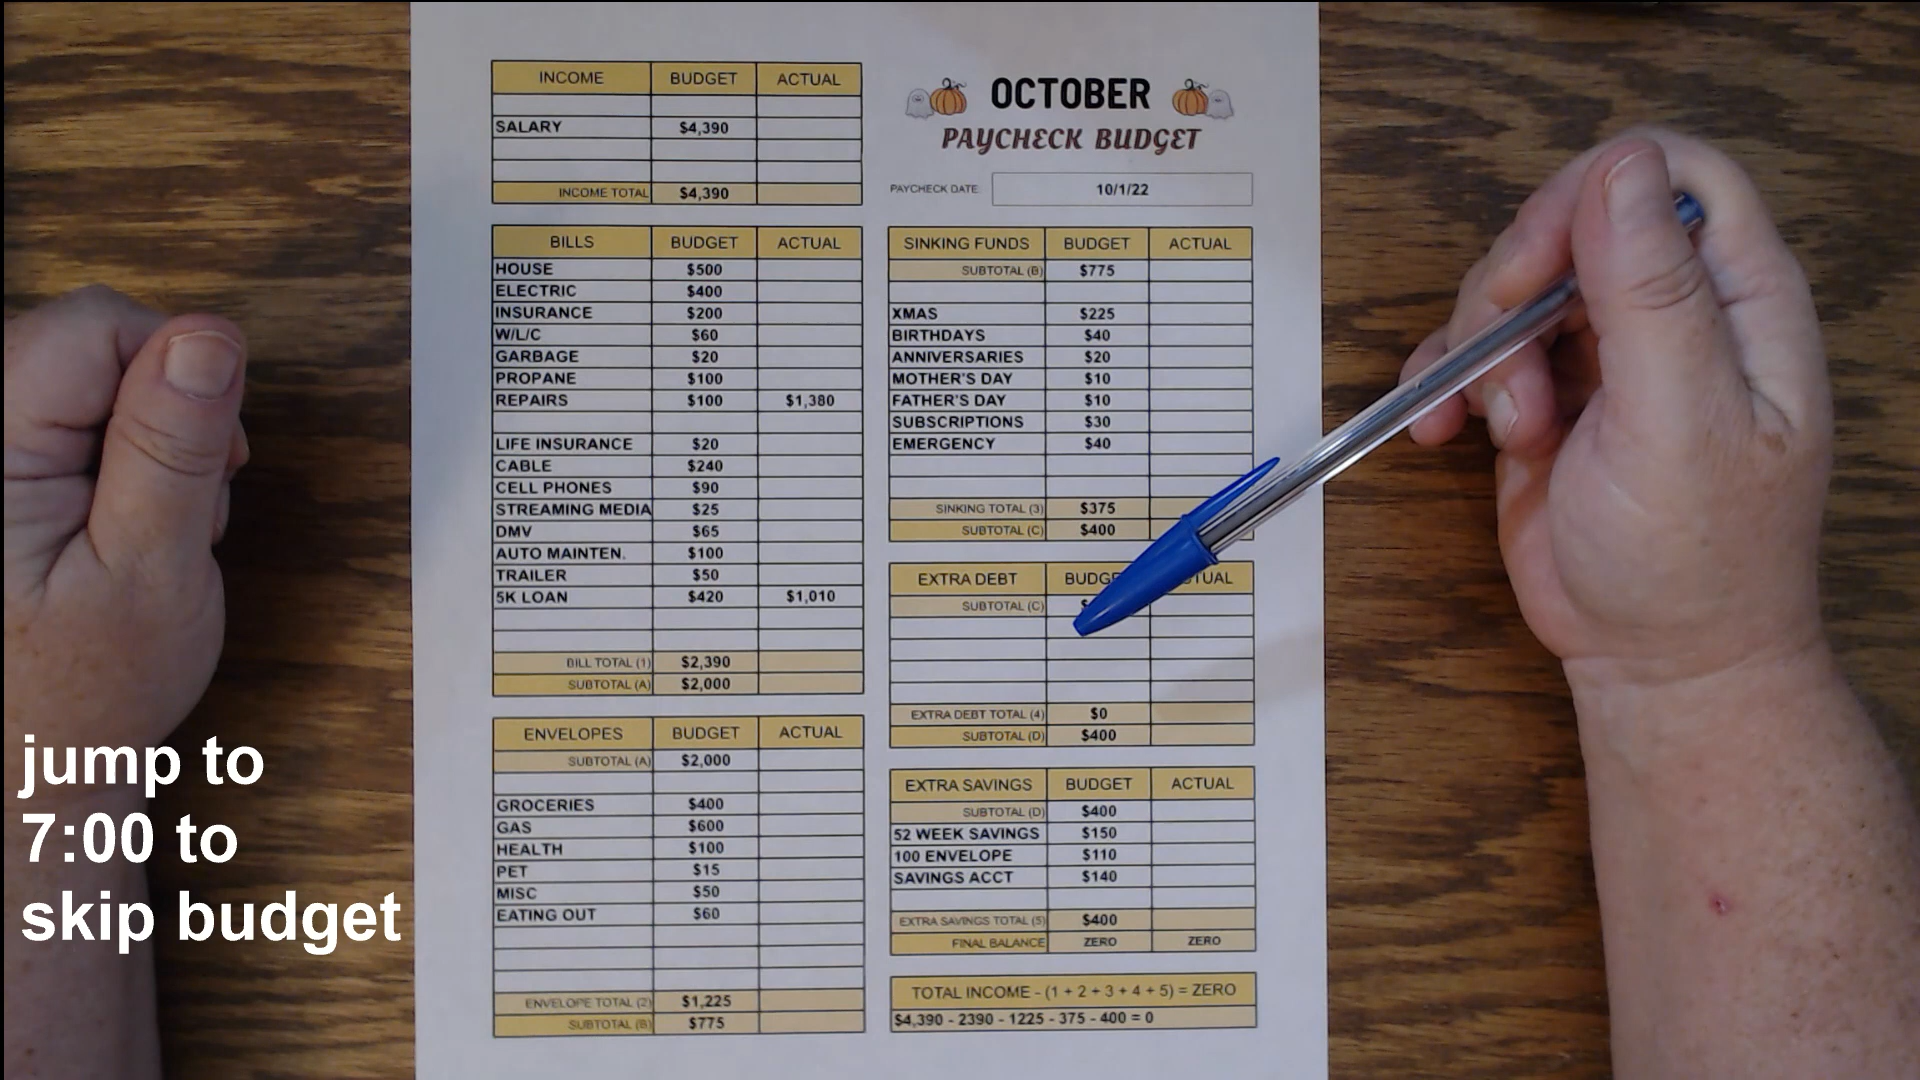 INCOME BUDGET ACTUAL
SALARY $4,390
INCOME TOTAL $4,390
BILLS BUDGET ACTUAL
HOUSE $500
ELECTRIC $400
INSURANCE $200
W/L/C $60
GARBAGE $20
PROPANE $100
REPAIRS $100 $1,380
LIFE INSURANCE $20
CABLE $240
CELL PHONES $90
STREAMING MEDIA $25
DMV $65
AUTO MAINTEN. $100
TRAILER $50
5K LOAN $420 $1,010
BILL TOTAL (1) $2,390
SUBTOTAL (A) $2,000
ENVELOPES BUDGET ACTUAL
SUBTOTAL (A) $2,000
GROCERIES $400
GAS $600
HEALTH $100
PET $15
MISC $50
EATING OUT $60
ENVELOPE TOTAL (2) $1,225
SUBTOTAL (B) $775
OCTOBER
PAYCHECK BUDGET
PAYCHECK DATE: 10/1/22
SINKING FUNDS BUDGET ACTUAL
SUBTOTAL (B) $775
XMAS $225
BIRTHDAYS $40
ANNIVERSARIES $20
MOTHER'S DAY $10
FATHER'S DAY $10
SUBSCRIPTIONS $30
EMERGENCY $40
SINKING TOTAL (3) $375
SUBTOTAL (C) $400
EXTRA DEBT
SUBTOTAL (C)
EXTRA DEBT TOTAL (4) $0
SUBTOTAL (D) $400
EXTRA SAVINGS BUDGET ACTUAL
SUBTOTAL (D) $400
52 WEEK SAVINGS $150
100 ENVELOPE $110
SAVINGS ACCT $140
EXTRA SAVINGS TOTAL (5) $400
FINAL BALANCE ZERO ZERO
TOTAL INCOME - (1 + 2 + 3 + 4 + 5) = ZERO
$4,390 - 2390 - 1225 - 375 - 400 = 0
jump to
7:00 to
skip budget